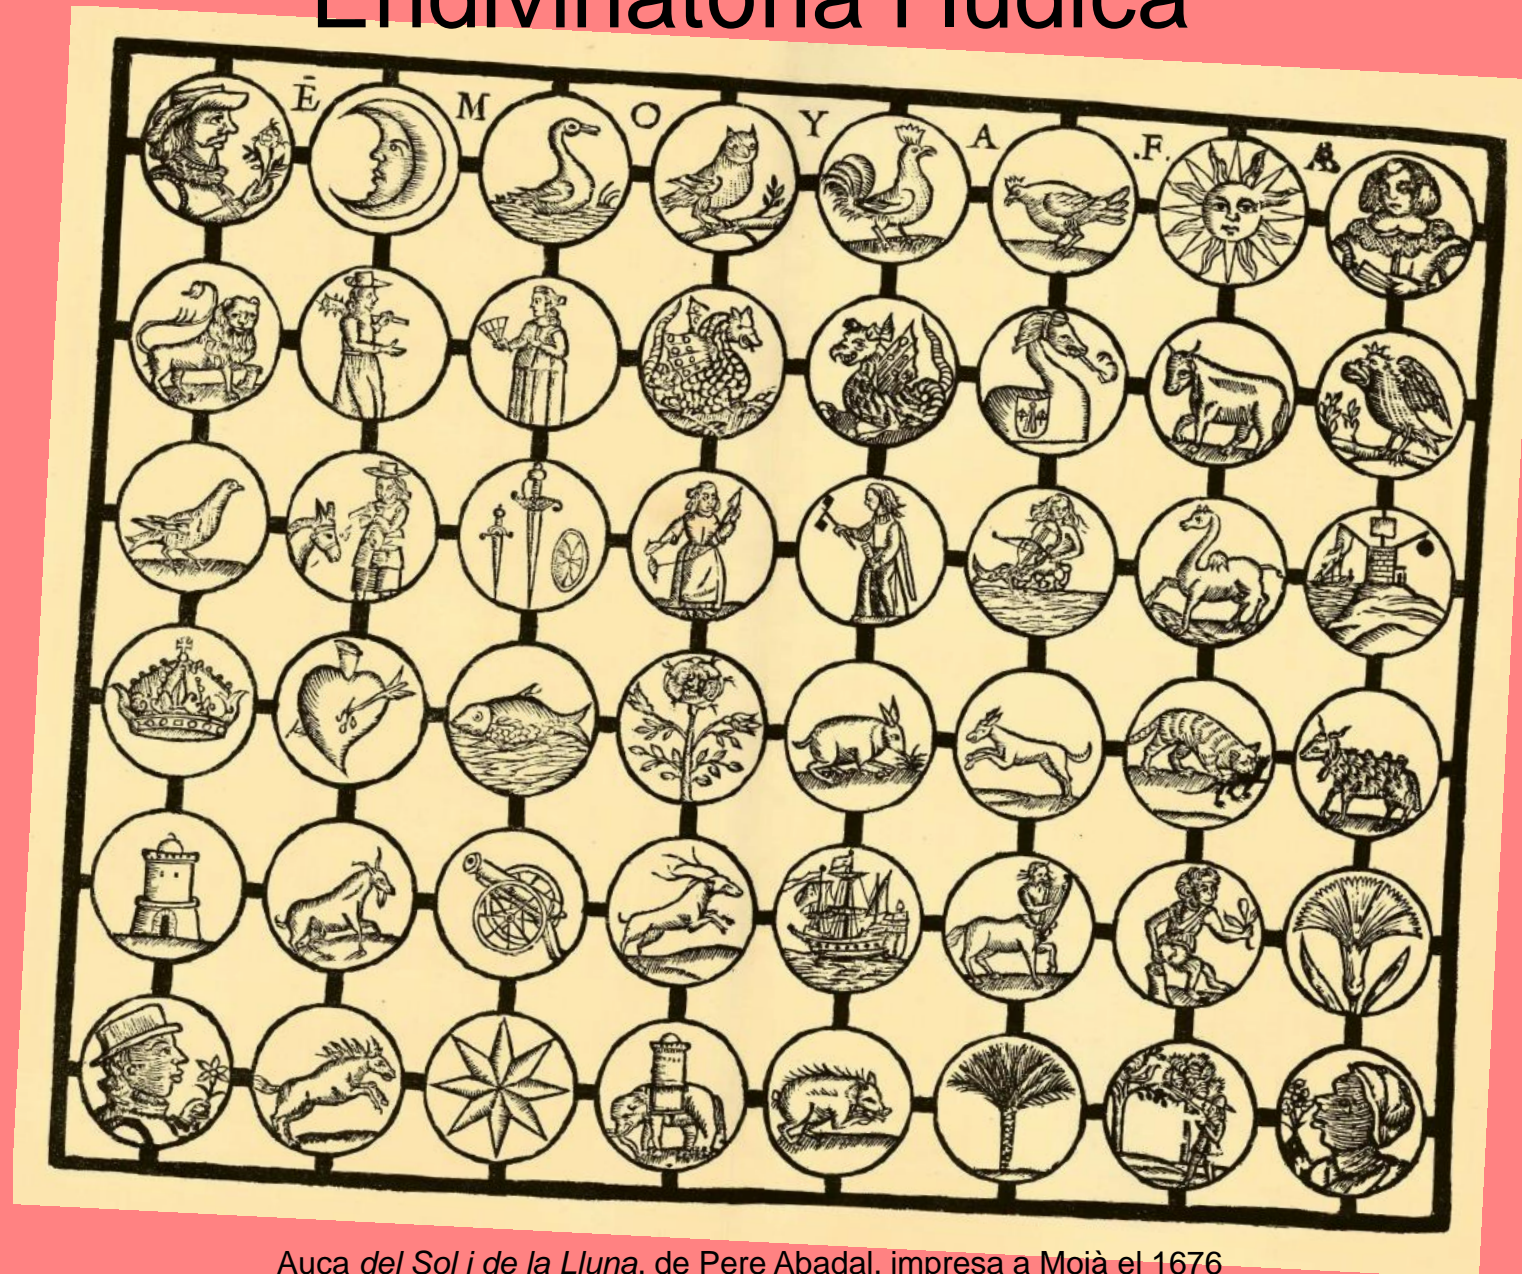 Endivinatòria i lúdica
Ē M O Y A .F.
Auca del Sol i de la Lluna, de Pere Abadal, impresa a Moià el 1676